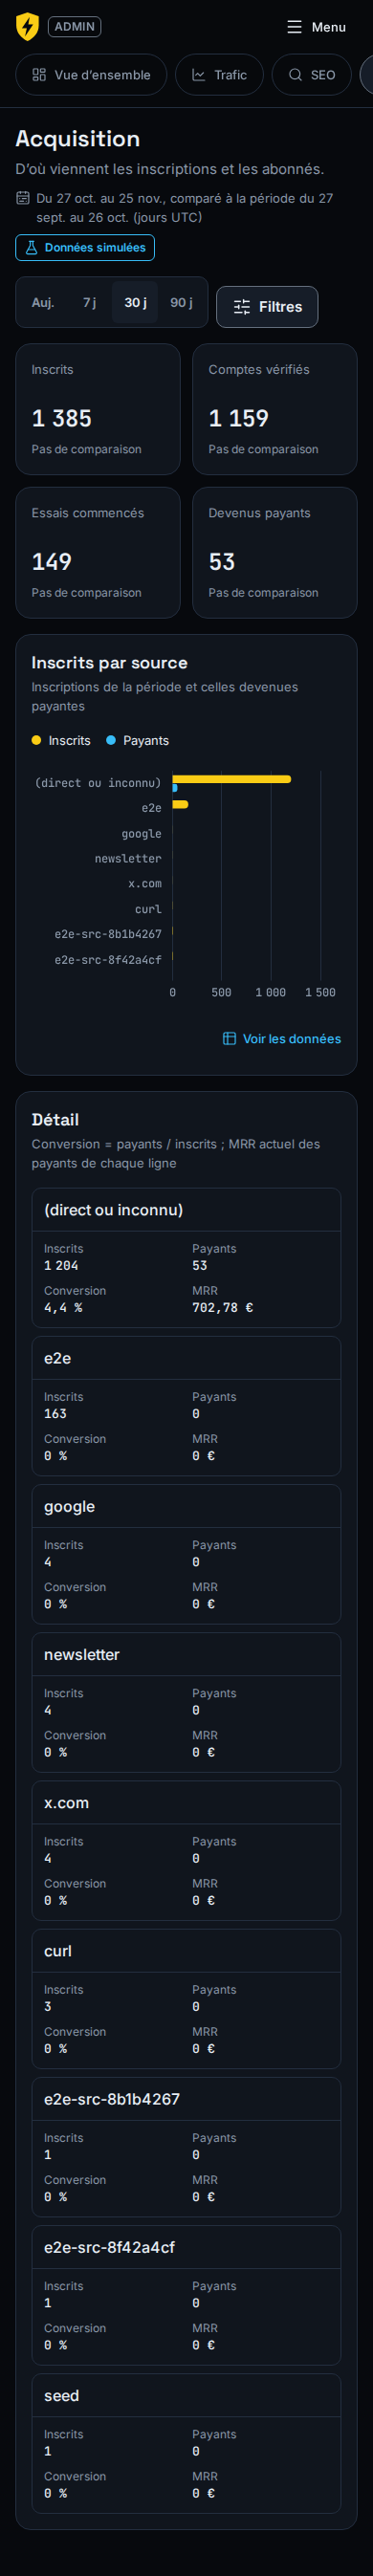 ADMIN
Menu
Vue d'ensemble
Trafic
SEO
Acquisition
D'où viennent les inscriptions et les abonnés.
Du 27 oct. au 25 nov., comparé à la période du 27
sept. au 26 oct. (jours UTC)
Données simulées
Auj.
7 j
30 j
90 j
Filtres
Inscrits
1 385
Pas de comparaison
Comptes vérifiés
1 159
Pas de comparaison
Essais commencés
149
Pas de comparaison
Devenus payants
53
Pas de comparaison
Inscrits par source
Inscriptions de la période et celles devenues
payantes
Inscrits
Payants
(direct ou inconnu)
e2e
google
newsletter
x.com
curl
e2e-src-8b1b4267
e2e-src-8f42a4cf
0
500
1 000
1 500
Voir les données
Détail
Conversion = payants / inscrits ; MRR actuel des
payants de chaque ligne
(direct ou inconnu)
Inscrits
Payants
1 204
53
Conversion
MRR
4,4 %
702,78 €
e2e
Inscrits
Payants
163
0
Conversion
MRR
0 %
0 €
google
Inscrits
Payants
4
0
Conversion
MRR
0 %
0 €
newsletter
Inscrits
Payants
4
0
Conversion
MRR
0 %
0 €
x.com
Inscrits
Payants
4
0
Conversion
MRR
0 %
0 €
curl
Inscrits
Payants
3
0
Conversion
MRR
0 %
0 €
e2e-src-8b1b4267
Inscrits
Payants
1
0
Conversion
MRR
0 %
0 €
e2e-src-8f42a4cf
Inscrits
Payants
1
0
Conversion
MRR
0 %
0 €
seed
Inscrits
Payants
1
0
Conversion
MRR
0 %
0 €